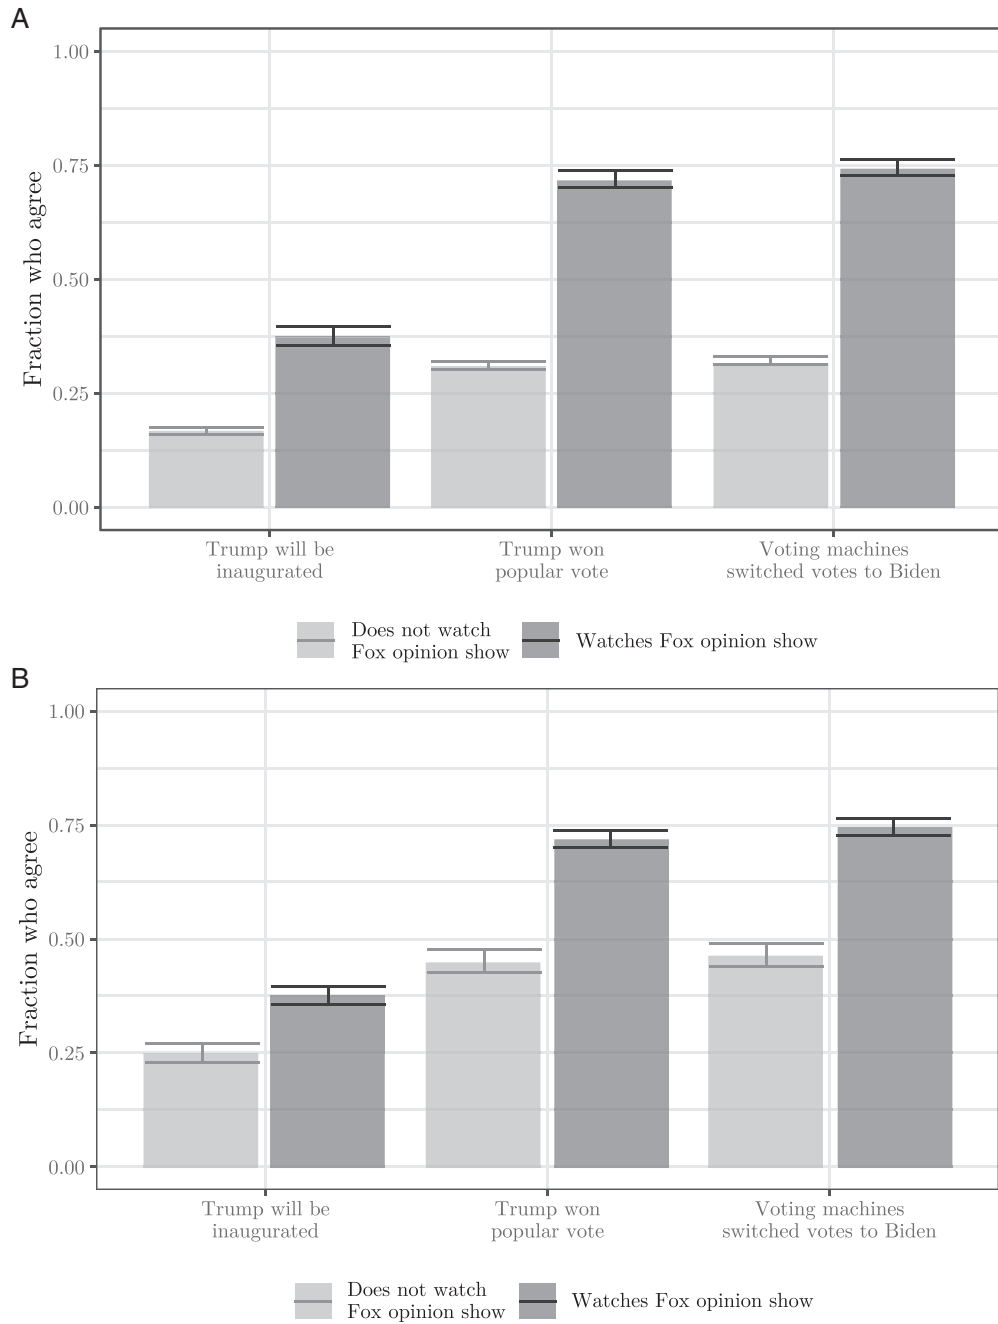 A
1.00
0.75
0.50
0.25
0.00
Fraction who agree
Trump will be
inaugurated
Trump won
popular vote
Voting machines
switched votes to Biden
Does not watch
Fox opinion show
Watches Fox opinion show
B
1.00
0.75
0.50
0.25
0.00
Fraction who agree
Trump will be
inaugurated
Trump won
popular vote
Voting machines
switched votes to Biden
Does not watch
Fox opinion show
Watches Fox opinion show